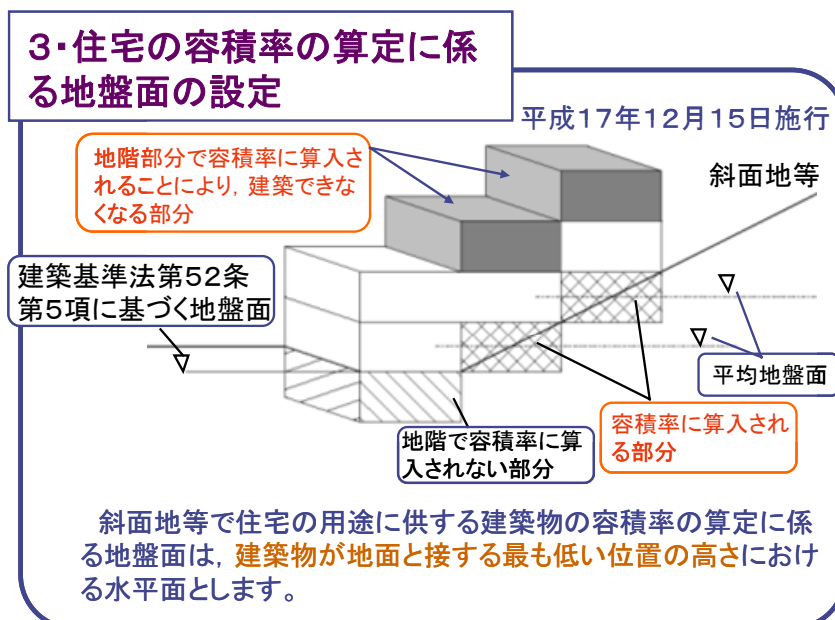 3・住宅の容積率の算定に係
る地盤面の設定
平成17年12月15日施行
地階部分で容積率に算入さ
れることにより，建築できな
くなる部分
斜面地等
建築基準法第52条
第5項に基づく地盤面
平均地盤面
地階で容積率に算
入されない部分
容積率に算入され
る部分
斜面地等で住宅の用途に供する建築物の容積率の算定に係
る地盤面は，建築物が地面と接する最も低い位置の高さにおけ
る水平面とします。